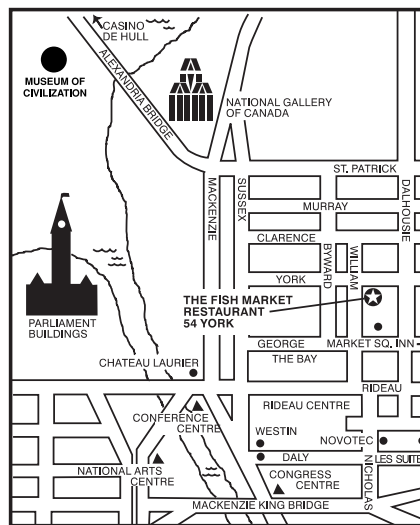 CASINO
DE HULL
MUSEUM OF
CIVILIZATION
ALEXANDRIA BRIDGE
NATIONAL GALLERY
OF CANADA
ST. PATRICK
MACKENZIE
SUSSEX
DALHOUSIE
MURRAY
CLARENCE
BYWARD
WILLIAM
YORK
THE FISH MARKET
RESTAURANT
54 YORK
PARLIAMENT
BUILDINGS
GEORGE
MARKET SQ. INN
THE BAY
CHATEAU LAURIER
RIDEAU
RIDEAU CENTRE
CONFERENCE
CENTRE
WESTIN
NOVOTEC
DALY
LES SUITE
NATIONAL ARTS
CENTRE
CONGRESS
CENTRE
NICHOLAS
MACKENZIE KING BRIDGE